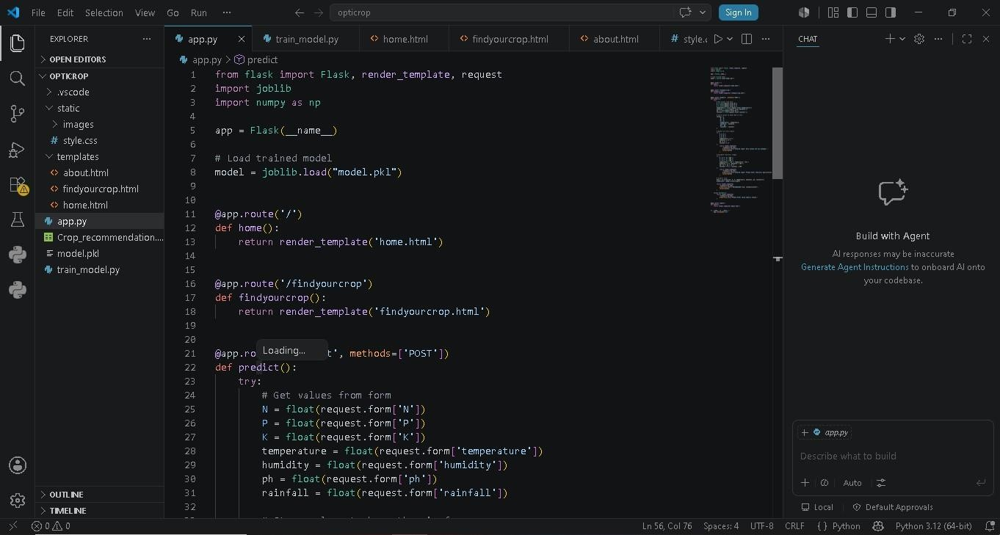 File Edit Selection View Go Run ···
opticrop
Sign In
EXPLORER ···
OPEN EDITORS
OPTICROP
.vscode
static
images
# style.css
templates
<> about.html
<> findyourcrop.html
<> home.html
app.py
Crop_recommendation....
model.pkl
train_model.py
OUTLINE
TIMELINE
app.py
train_model.py
<> home.html
<> findyourcrop.html
<> about.html
# style.c
···
app.py > predict
1 from flask import Flask, render_template, request
2 import joblib
3 import numpy as np
4
5 app = Flask(__name__)
6
7 # Load trained model
8 model = joblib.load("model.pkl")
9
10
11 @app.route('/')
12 def home():
13 return render_template('home.html')
14
15
16 @app.route('/findyourcrop')
17 def findyourcrop():
18 return render_template('findyourcrop.html')
19
20
Loading...
21 @app.ro t', methods=['POST'])
22 def predict():
23 try:
24 # Get values from form
25 N = float(request.form['N'])
26 P = float(request.form['P'])
27 K = float(request.form['K'])
28 temperature = float(request.form['temperature'])
29 humidity = float(request.form['humidity'])
30 ph = float(request.form['ph'])
31 rainfall = float(request.form['rainfall'])
32
CHAT
···
Build with Agent
AI responses may be inaccurate
Generate Agent Instructions to onboard AI onto
your codebase.
+ app.py
Describe what to build
Auto
Local Default Approvals
0 0
Ln 56, Col 76 Spaces: 4 UTF-8 CRLF {} Python Python 3.12 (64-bit)